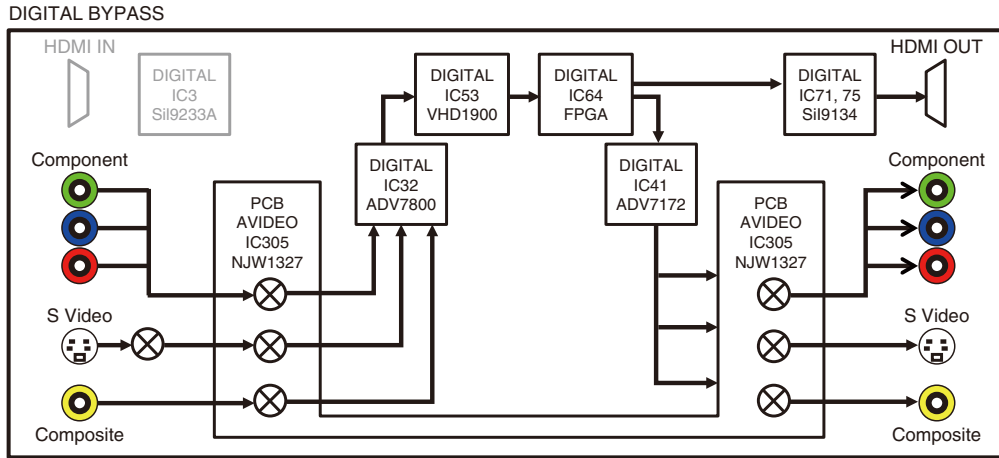 DIGITAL BYPASS
HDMI IN
DIGITAL
IC3
Sil9233A
DIGITAL
IC53
VHD1900
DIGITAL
IC64
FPGA
DIGITAL
IC71, 75
Sil9134
HDMI OUT
Component
PCB
AVIDEO
IC305
NJW1327
DIGITAL
IC32
ADV7800
DIGITAL
IC41
ADV7172
PCB
AVIDEO
IC305
NJW1327
Component
S Video
S Video
Composite
Composite